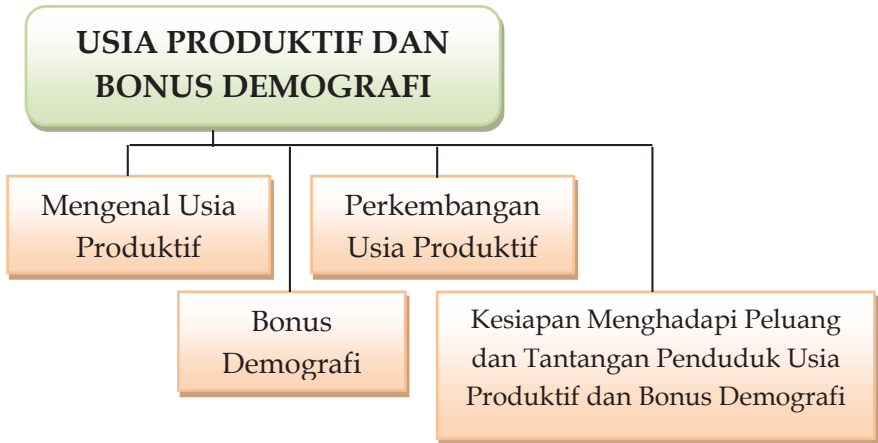 USIA PRODUKTIF DAN
BONUS DEMOGRAFI
Mengenal Usia
Produktif
Perkembangan
Usia Produktif
Bonus
Demografi
Kesiapan Menghadapi Peluang
dan Tantangan Penduduk Usia
Produktif dan Bonus Demografi